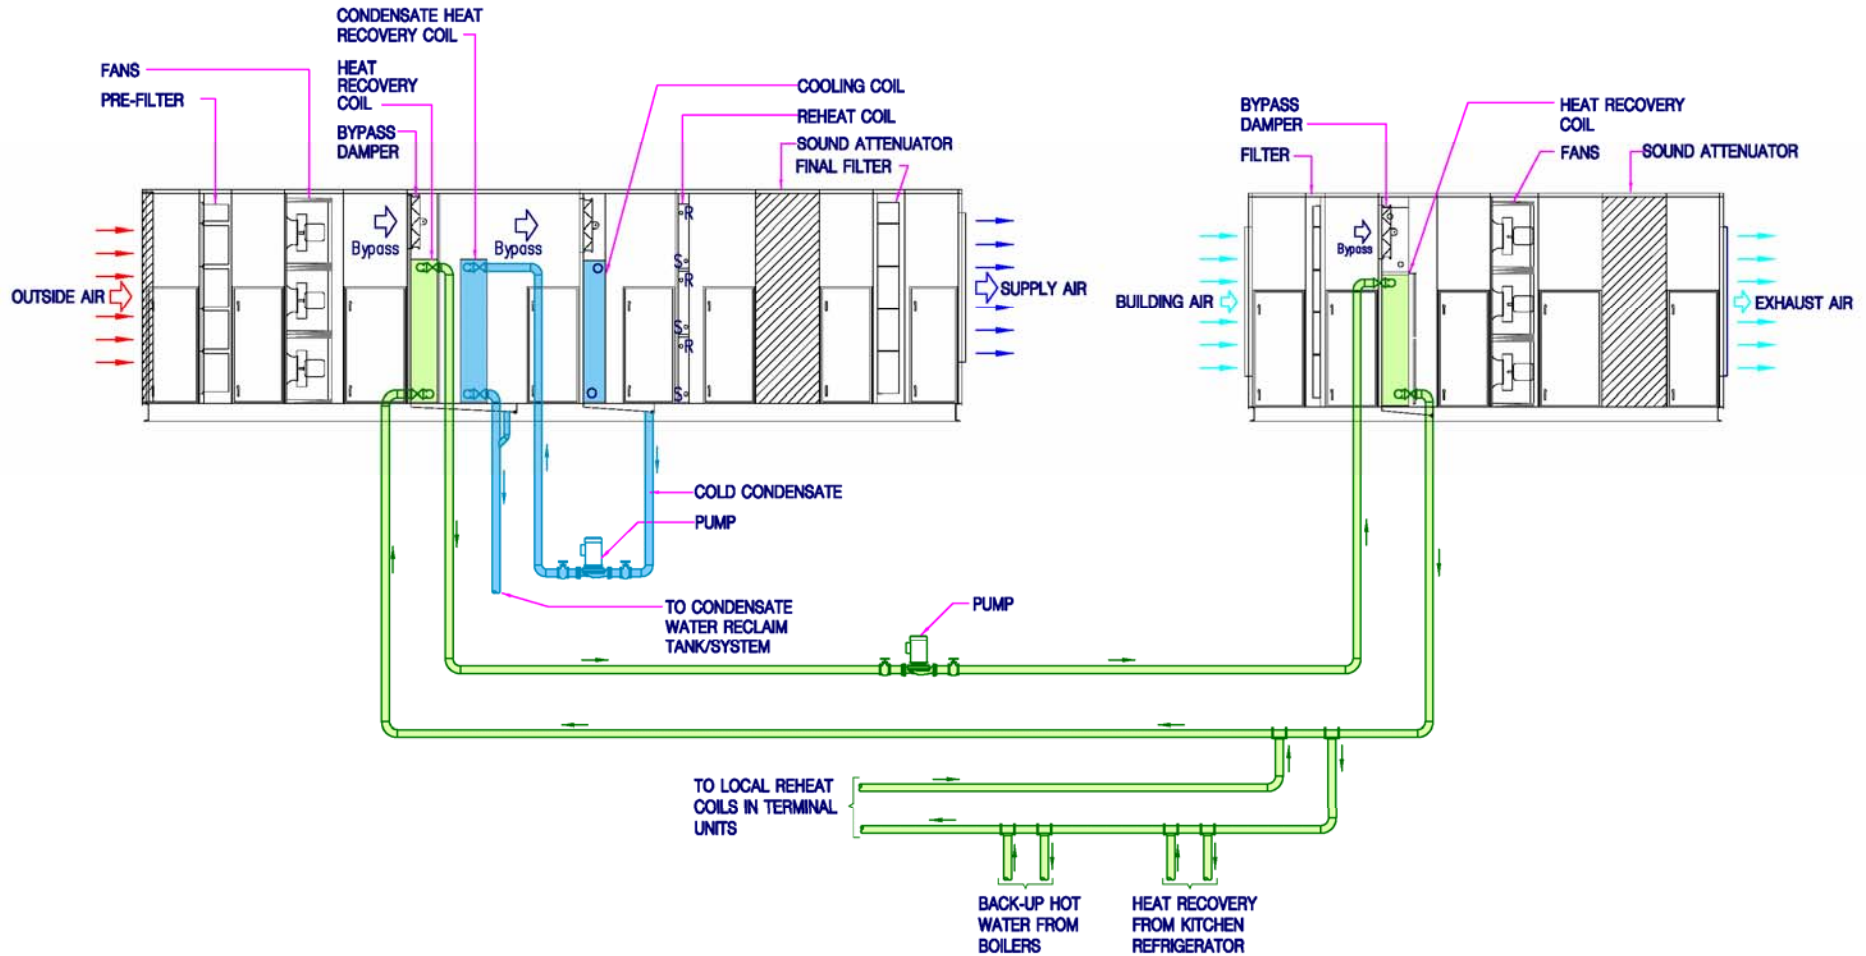 CONDENSATE HEAT
RECOVERY COIL
FANS
PRE-FILTER
HEAT
RECOVERY
COIL
BYPASS
DAMPER
COOLING COIL
REHEAT COIL
SOUND ATTENUATOR
FINAL FILTER
BYPASS
DAMPER
FILTER
HEAT RECOVERY
COIL
FANS
SOUND ATTENUATOR
Bypass
Bypass
R
S
R
S
R
S
Bypass
OUTSIDE AIR
SUPPLY AIR
BUILDING AIR
EXHAUST AIR
COLD CONDENSATE
PUMP
TO CONDENSATE
WATER RECLAIM
TANK/SYSTEM
PUMP
TO LOCAL REHEAT
COILS IN TERMINAL
UNITS
BACK-UP HOT
WATER FROM
BOILERS
HEAT RECOVERY
FROM KITCHEN
REFRIGERATOR